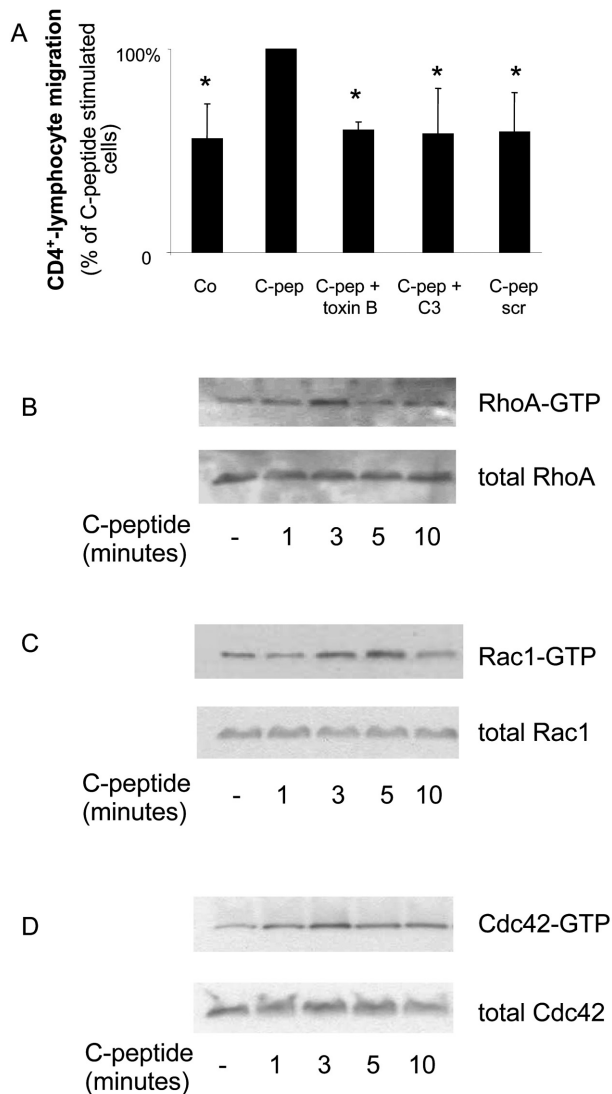 A
CD4+-lymphocyte migration
(% of C-peptide stimulated
cells)
100%
0
* * * *
Co C-pep C-pep + toxin B C-pep + C3 C-pep scr
B
RhoA-GTP
total RhoA
C-peptide
(minutes)
- 1 3 5 10
C
Rac1-GTP
total Rac1
C-peptide
(minutes)
- 1 3 5 10
D
Cdc42-GTP
total Cdc42
C-peptide
(minutes)
- 1 3 5 10